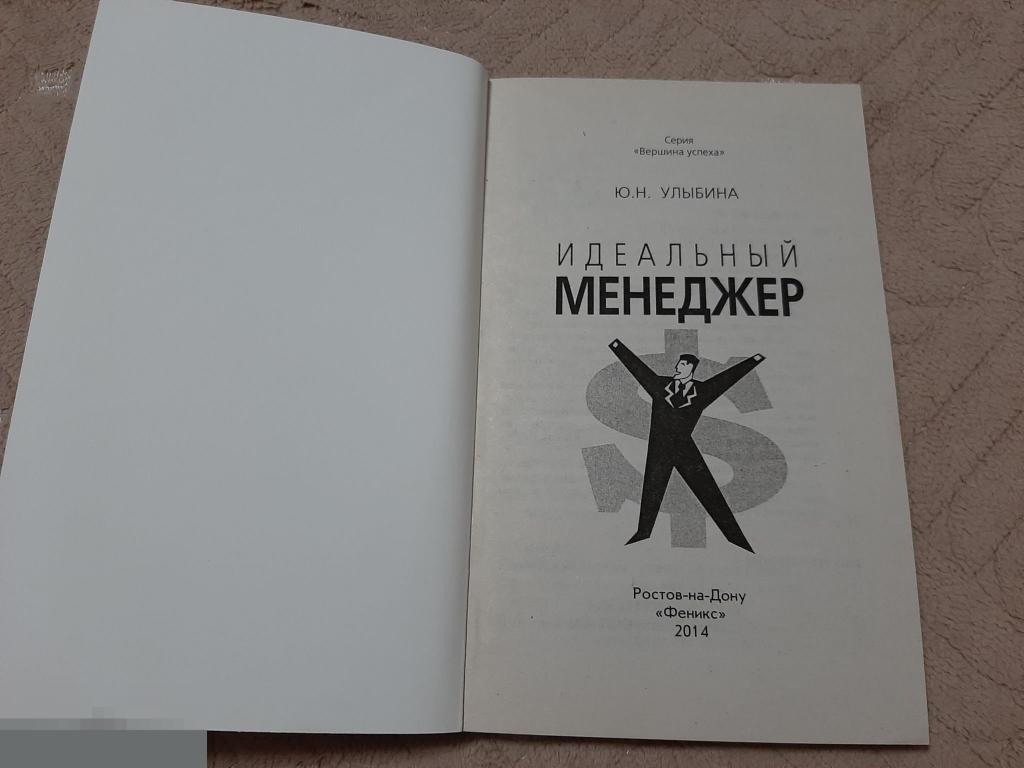 Серия
«Вершина успеха»
Ю.Н. УЛЫБИНА
ИДЕАЛЬНЫЙ
МЕНЕДЖЕР
Ростов-на-Дону
«Феникс»
2014